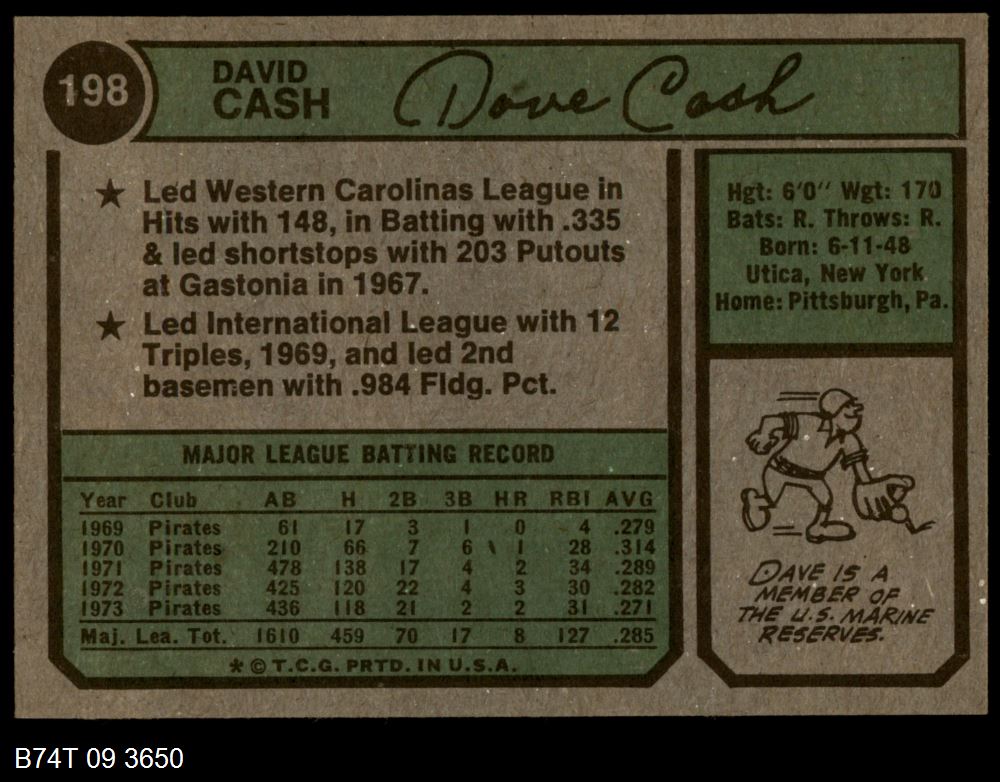 198
DAVID
CASH
Dave Cash
★ Led Western Carolinas League in
Hits with 148, in Batting with .335
& led shortstops with 203 Putouts
at Gastonia in 1967.
★ Led International League with 12
Triples, 1969, and led 2nd
basemen with .984 Fldg. Pct.
Hgt: 6'0" Wgt: 170
Bats: R. Throws: R.
Born: 6-11-48
Utica, New York
Home: Pittsburgh, Pa.
MAJOR LEAGUE BATTING RECORD
Year Club AB H 2B 3B HR RBI AVG
1969 Pirates 61 17 3 1 0 4 .279
1970 Pirates 210 66 7 6 1 28 .314
1971 Pirates 478 138 17 4 2 34 .289
1972 Pirates 425 120 22 4 3 30 .282
1973 Pirates 436 118 21 2 2 31 .271
Maj. Lea. Tot. 1610 459 70 17 8 127 .285
* © T.C.G. PRTD. IN U.S.A.
DAVE IS A
MEMBER OF
THE U.S. MARINE
RESERVES.
B74T 09 3650